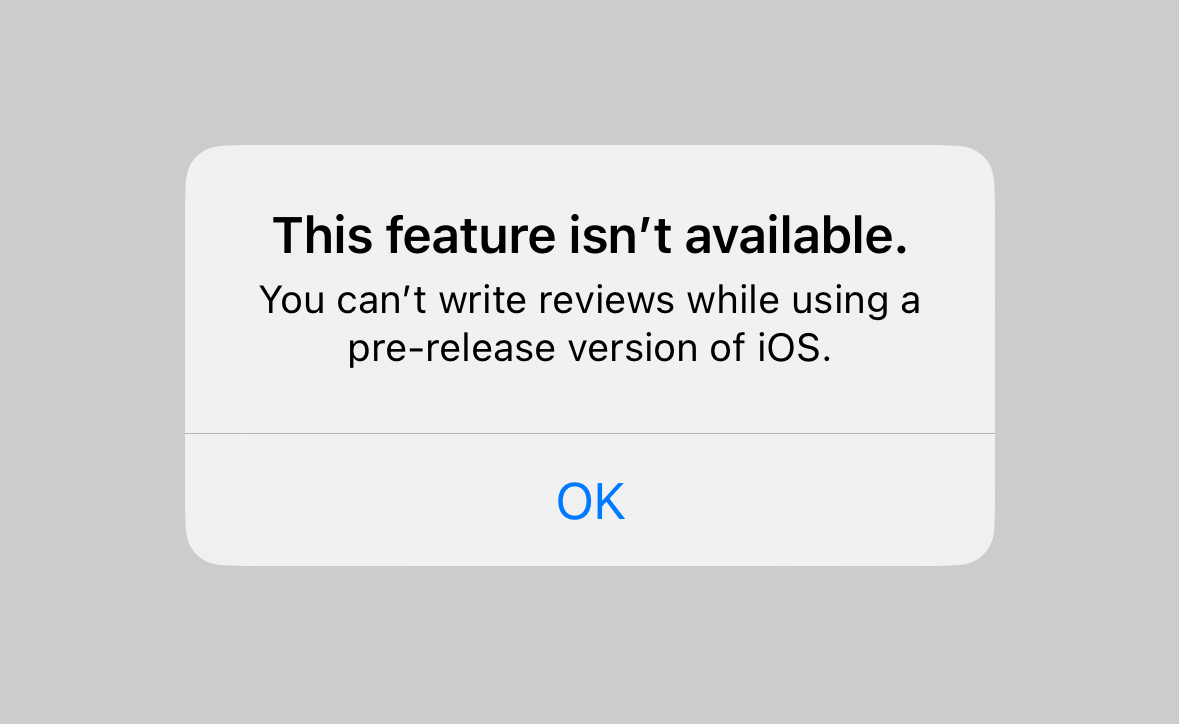 This feature isn’t available.
You can’t write reviews while using a
pre-release version of iOS.
OK